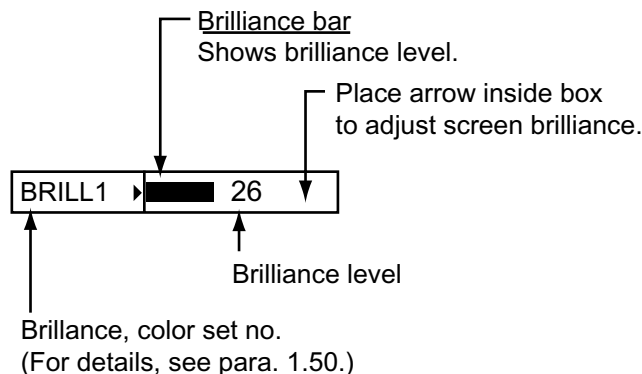 Brilliance bar
Shows brilliance level.
Place arrow inside box
to adjust screen brilliance.
BRILL1 26
Brilliance level
Brillance, color set no.
(For details, see para. 1.50.)